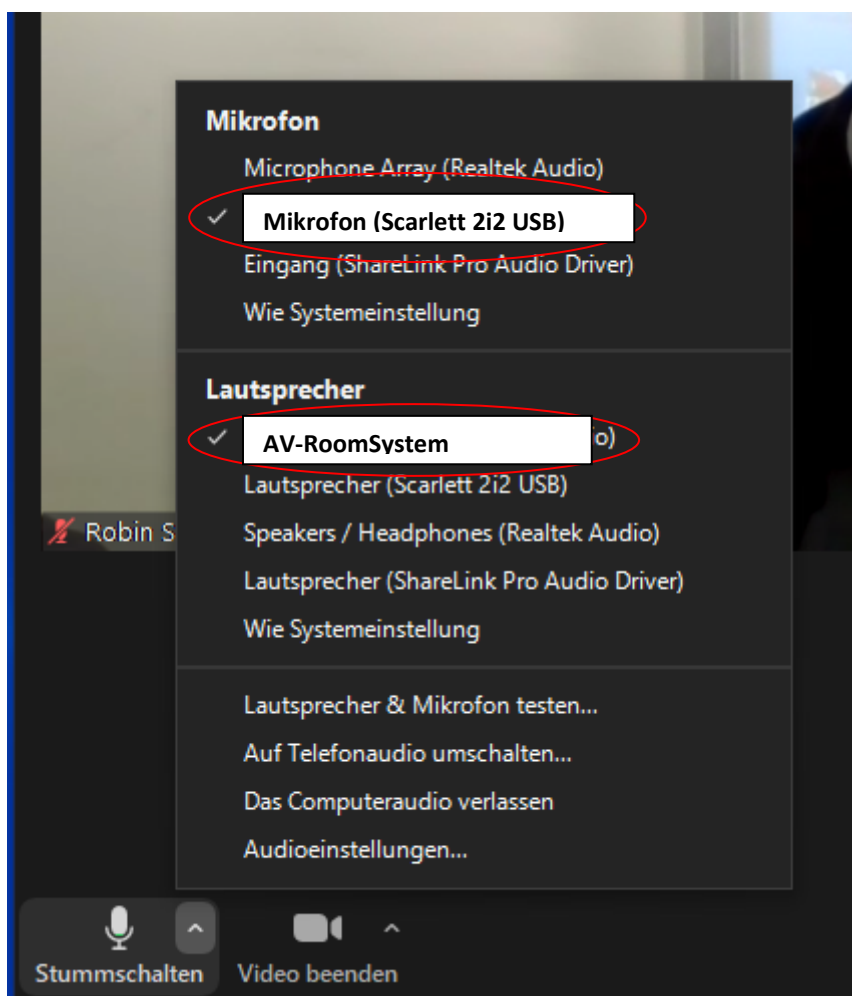 Mikrofon
Microphone Array (Realtek Audio)
Mikrofon (Scarlett 2i2 USB)
Eingang (ShareLink Pro Audio Driver)
Wie Systemeinstellung
Lautsprecher
AV-RoomSystem io)
Lautsprecher (Scarlett 2i2 USB)
Robin S
Speakers / Headphones (Realtek Audio)
Lautsprecher (ShareLink Pro Audio Driver)
Wie Systemeinstellung
Lautsprecher & Mikrofon testen...
Auf Telefonaudio umschalten...
Das Computeraudio verlassen
Audioeinstellungen...
Stummschalten
Video beenden